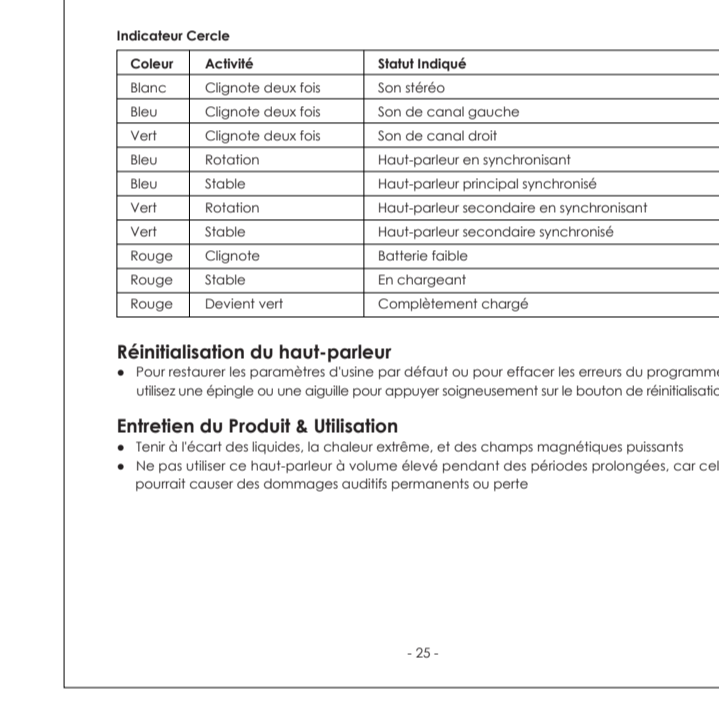 Indicateur Cercle
Coleur Activité Statut Indiqué
Blanc Clignote deux fois Son stéréo
Bleu Clignote deux fois Son de canal gauche
Vert Clignote deux fois Son de canal droit
Bleu Rotation Haut-parleur en synchronisant
Bleu Stable Haut-parleur principal synchronisé
Vert Rotation Haut-parleur secondaire en synchronisant
Vert Stable Haut-parleur secondaire synchronisé
Rouge Clignote Batterie faible
Rouge Stable En chargeant
Rouge Devient vert Complètement chargé
Réinitialisation du haut-parleur
● Pour restaurer les paramètres d'usine par défaut ou pour effacer les erreurs du programme
utilisez une épingle ou une aiguille pour appuyer soigneusement sur le bouton de
Entretien du Produit & Utilisation
● Tenir à l'écart des liquides, la chaleur extrême, et des champs magnétiques puissants
● Ne pas utiliser ce haut-parleur à volume élevé pendant des périodes prolongées, car
pourrait causer des dommages auditifs permanents ou perte
- 25 -